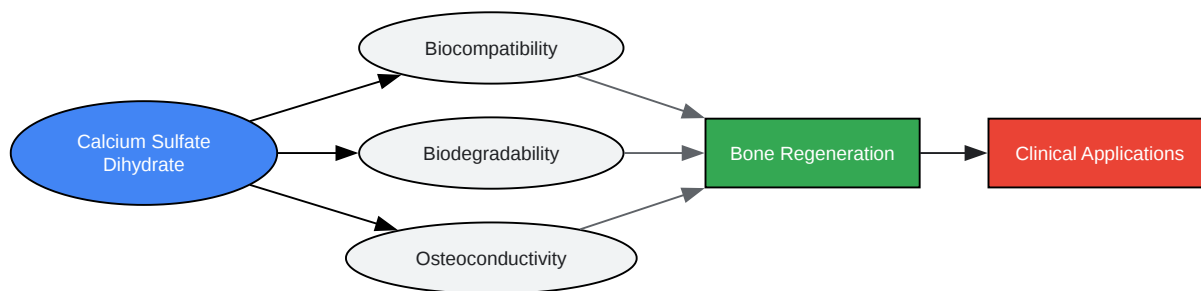 Calcium Sulfate
Dihydrate
Biocompatibility
Biodegradability
Osteoconductivity
Bone Regeneration
Clinical Applications